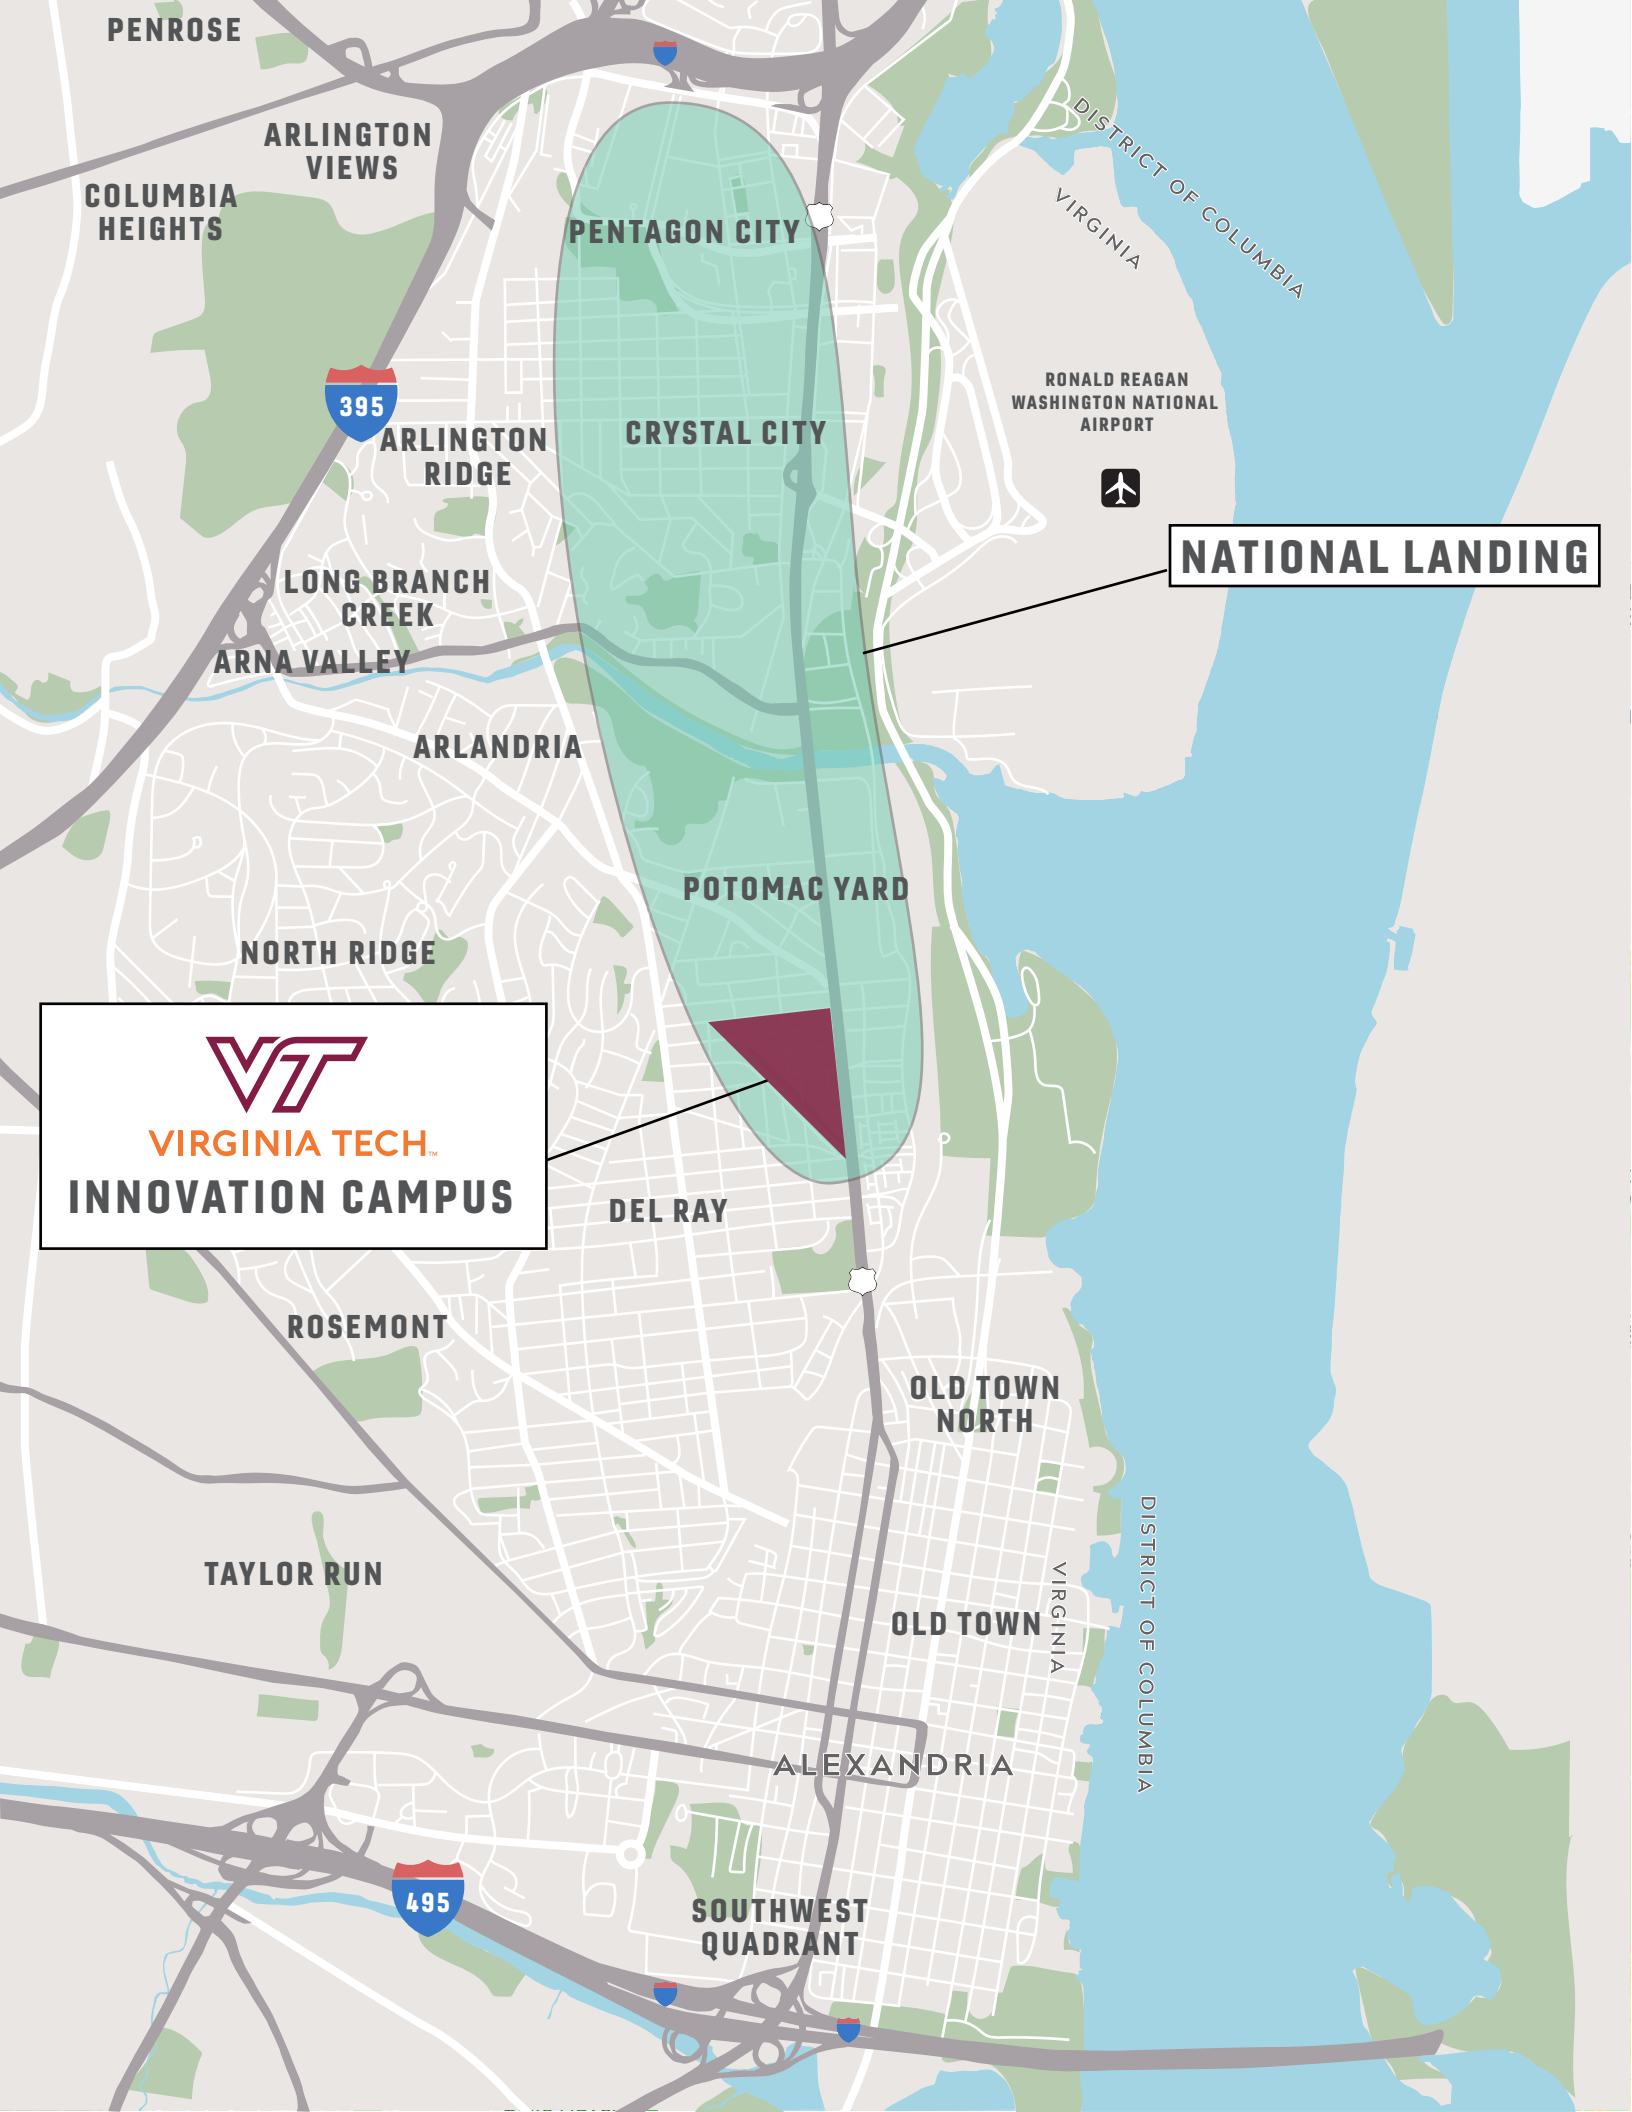 PENROSE
ARLINGTON
VIEWS
COLUMBIA
HEIGHTS
PENTAGON CITY
DISTRICT OF COLUMBIA
VIRGINIA
RONALD REAGAN
WASHINGTON NATIONAL
AIRPORT
395
ARLINGTON
RIDGE
CRYSTAL CITY
NATIONAL LANDING
LONG BRANCH
CREEK
ARNA VALLEY
ARLANDRIA
POTOMAC YARD
NORTH RIDGE
VT
VIRGINIA TECH™
INNOVATION CAMPUS
DEL RAY
ROSEMONT
OLD TOWN
NORTH
TAYLOR RUN
OLD TOWN
VIRGINIA
DISTRICT OF COLUMBIA
ALEXANDRIA
495
SOUTHWEST
QUADRANT